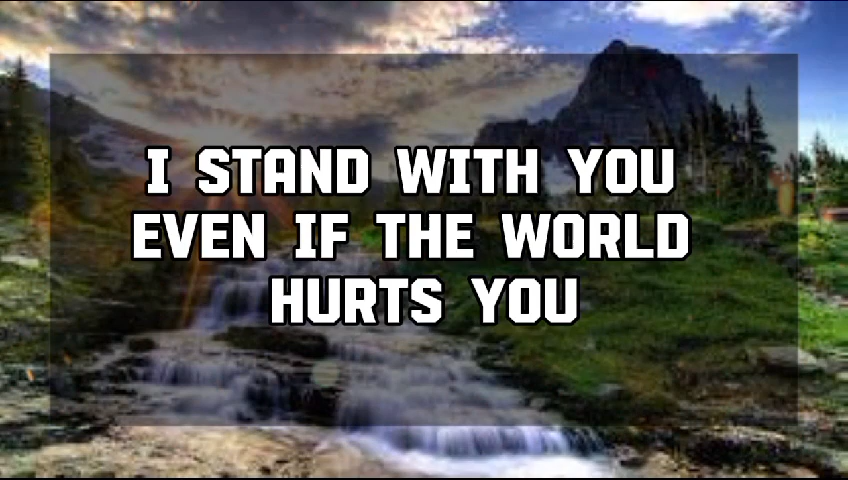 I STAND WITH YOU
EVEN IF THE WORLD
HURTS YOU